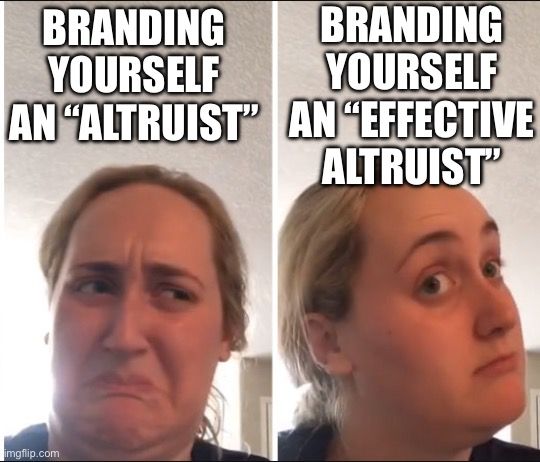 BRANDING
YOURSELF
AN “ALTRUIST”
BRANDING
YOURSELF
AN “EFFECTIVE
ALTRUIST”
imgflip.com